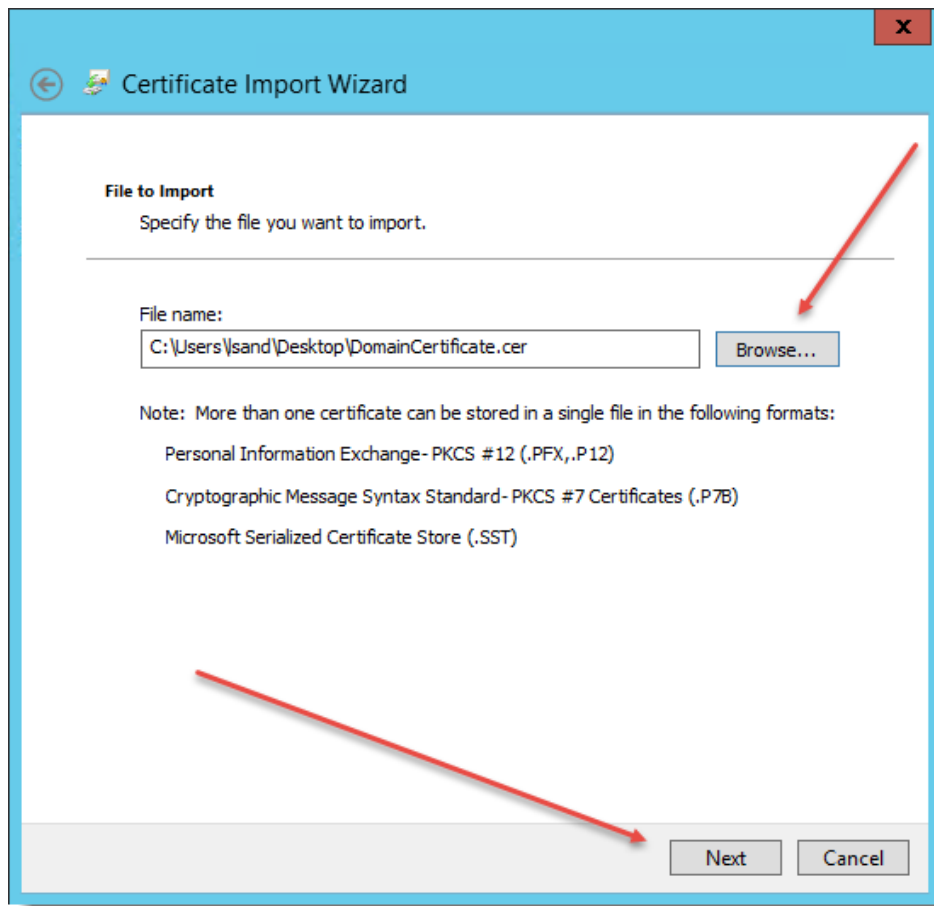 x
Certificate Import Wizard
File to Import
Specify the file you want to import.
File name:
C:\Users\lsand\Desktop\DomainCertificate.cer
Browse...
Note:  More than one certificate can be stored in a single file in the following formats:
Personal Information Exchange- PKCS #12 (.PFX,.P12)
Cryptographic Message Syntax Standard- PKCS #7 Certificates (.P7B)
Microsoft Serialized Certificate Store (.SST)
Next
Cancel